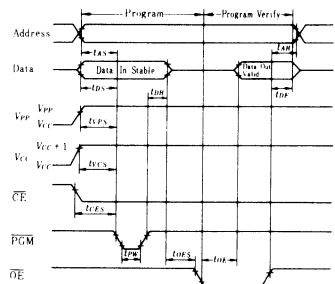 Program
Program Verify
Address
tAS
tAH
Data
Data In Stable
Data Out Valid
tDS
tDH
tDF
VPP
VPP
VCC
tVPS
VCC
VCC + 1
VCC
tVCS
CE
tCES
PGM
tPW
tOES
tOE
OE